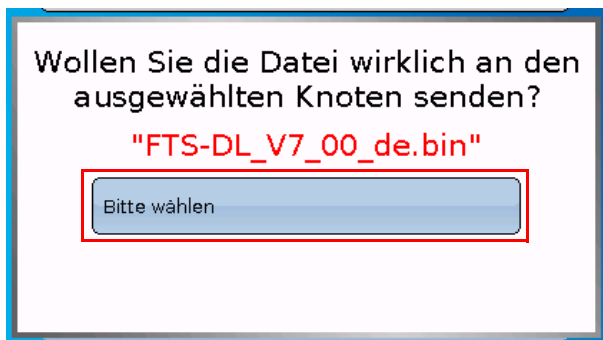 Wollen Sie die Datei wirklich an den
ausgewählten Knoten senden?
"FTS-DL_V7_00_de.bin"
Bitte wählen